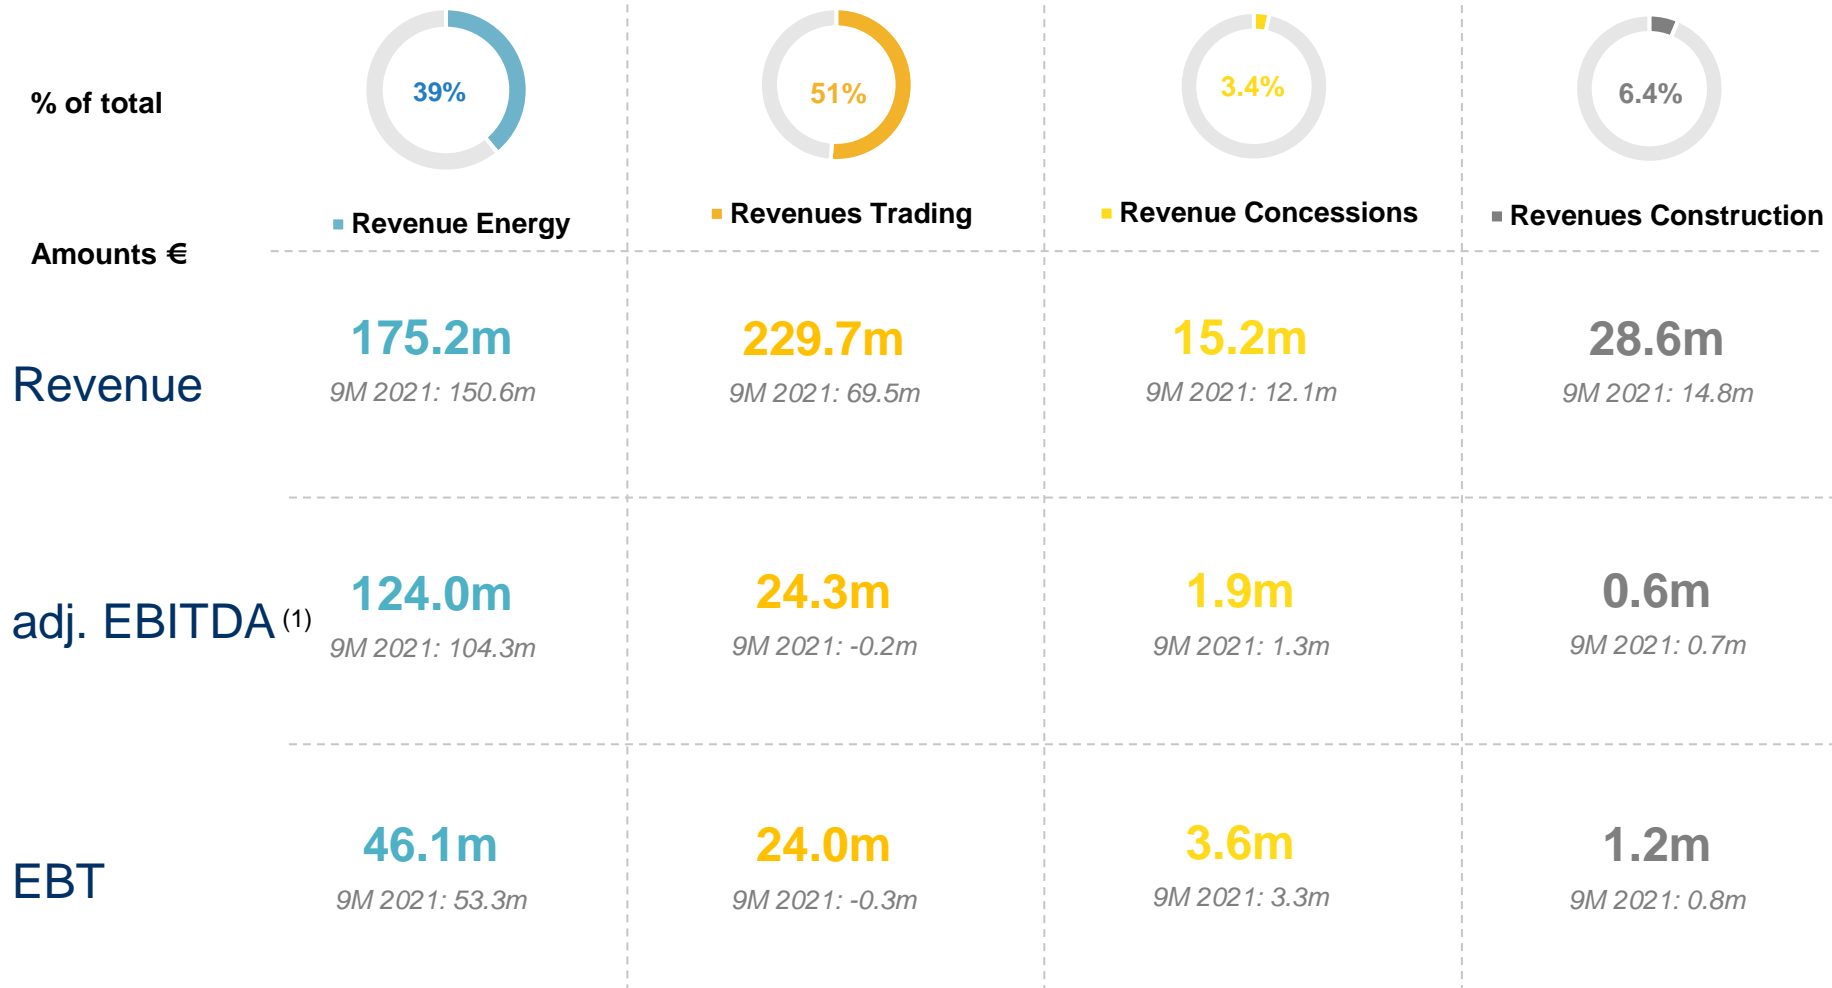 % of total
39%
51%
3.4%
6.4%
Revenue Energy
Revenues Trading
Revenue Concessions
Revenues Construction
Amounts €
Revenue
175.2m
9M 2021: 150.6m
229.7m
9M 2021: 69.5m
15.2m
9M 2021: 12.1m
28.6m
9M 2021: 14.8m
adj. EBITDA (1)
124.0m
9M 2021: 104.3m
24.3m
9M 2021: -0.2m
1.9m
9M 2021: 1.3m
0.6m
9M 2021: 0.7m
EBT
46.1m
9M 2021: 53.3m
24.0m
9M 2021: -0.3m
3.6m
9M 2021: 3.3m
1.2m
9M 2021: 0.8m